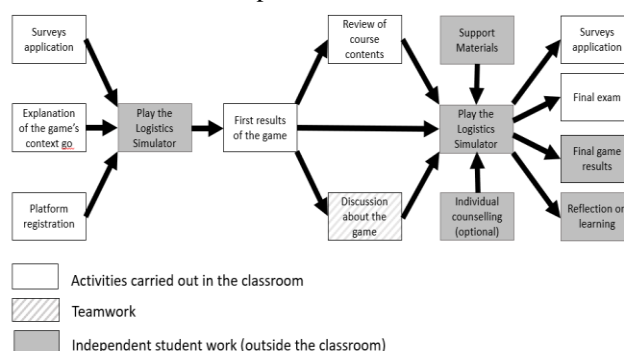 Surveys
application
Explanation
of the game's
context go
Platform
registration
Play the
Logistics
Simulator
First results
of the game
Review of
course
contents
Discussion
about the
game
Support
Materials
Play the
Logistics
Simulator
Individual
counselling
(optional)
Surveys
application
Final exam
Final game
results
Reflection on
learning
Activities carried out in the classroom
Teamwork
Independent student work (outside the classroom)